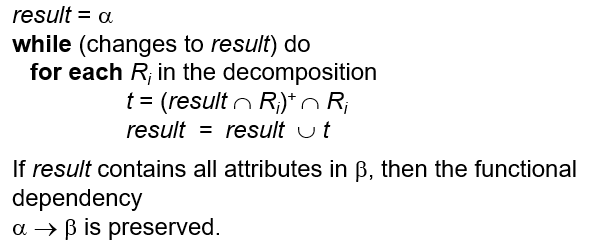 result = α
while (changes to result) do
for each Rᵢ in the decomposition
t = (result ∩ Rᵢ)⁺ ∩ Rᵢ
result = result ∪ t
If result contains all attributes in β, then the functional
dependency
α → β is preserved.